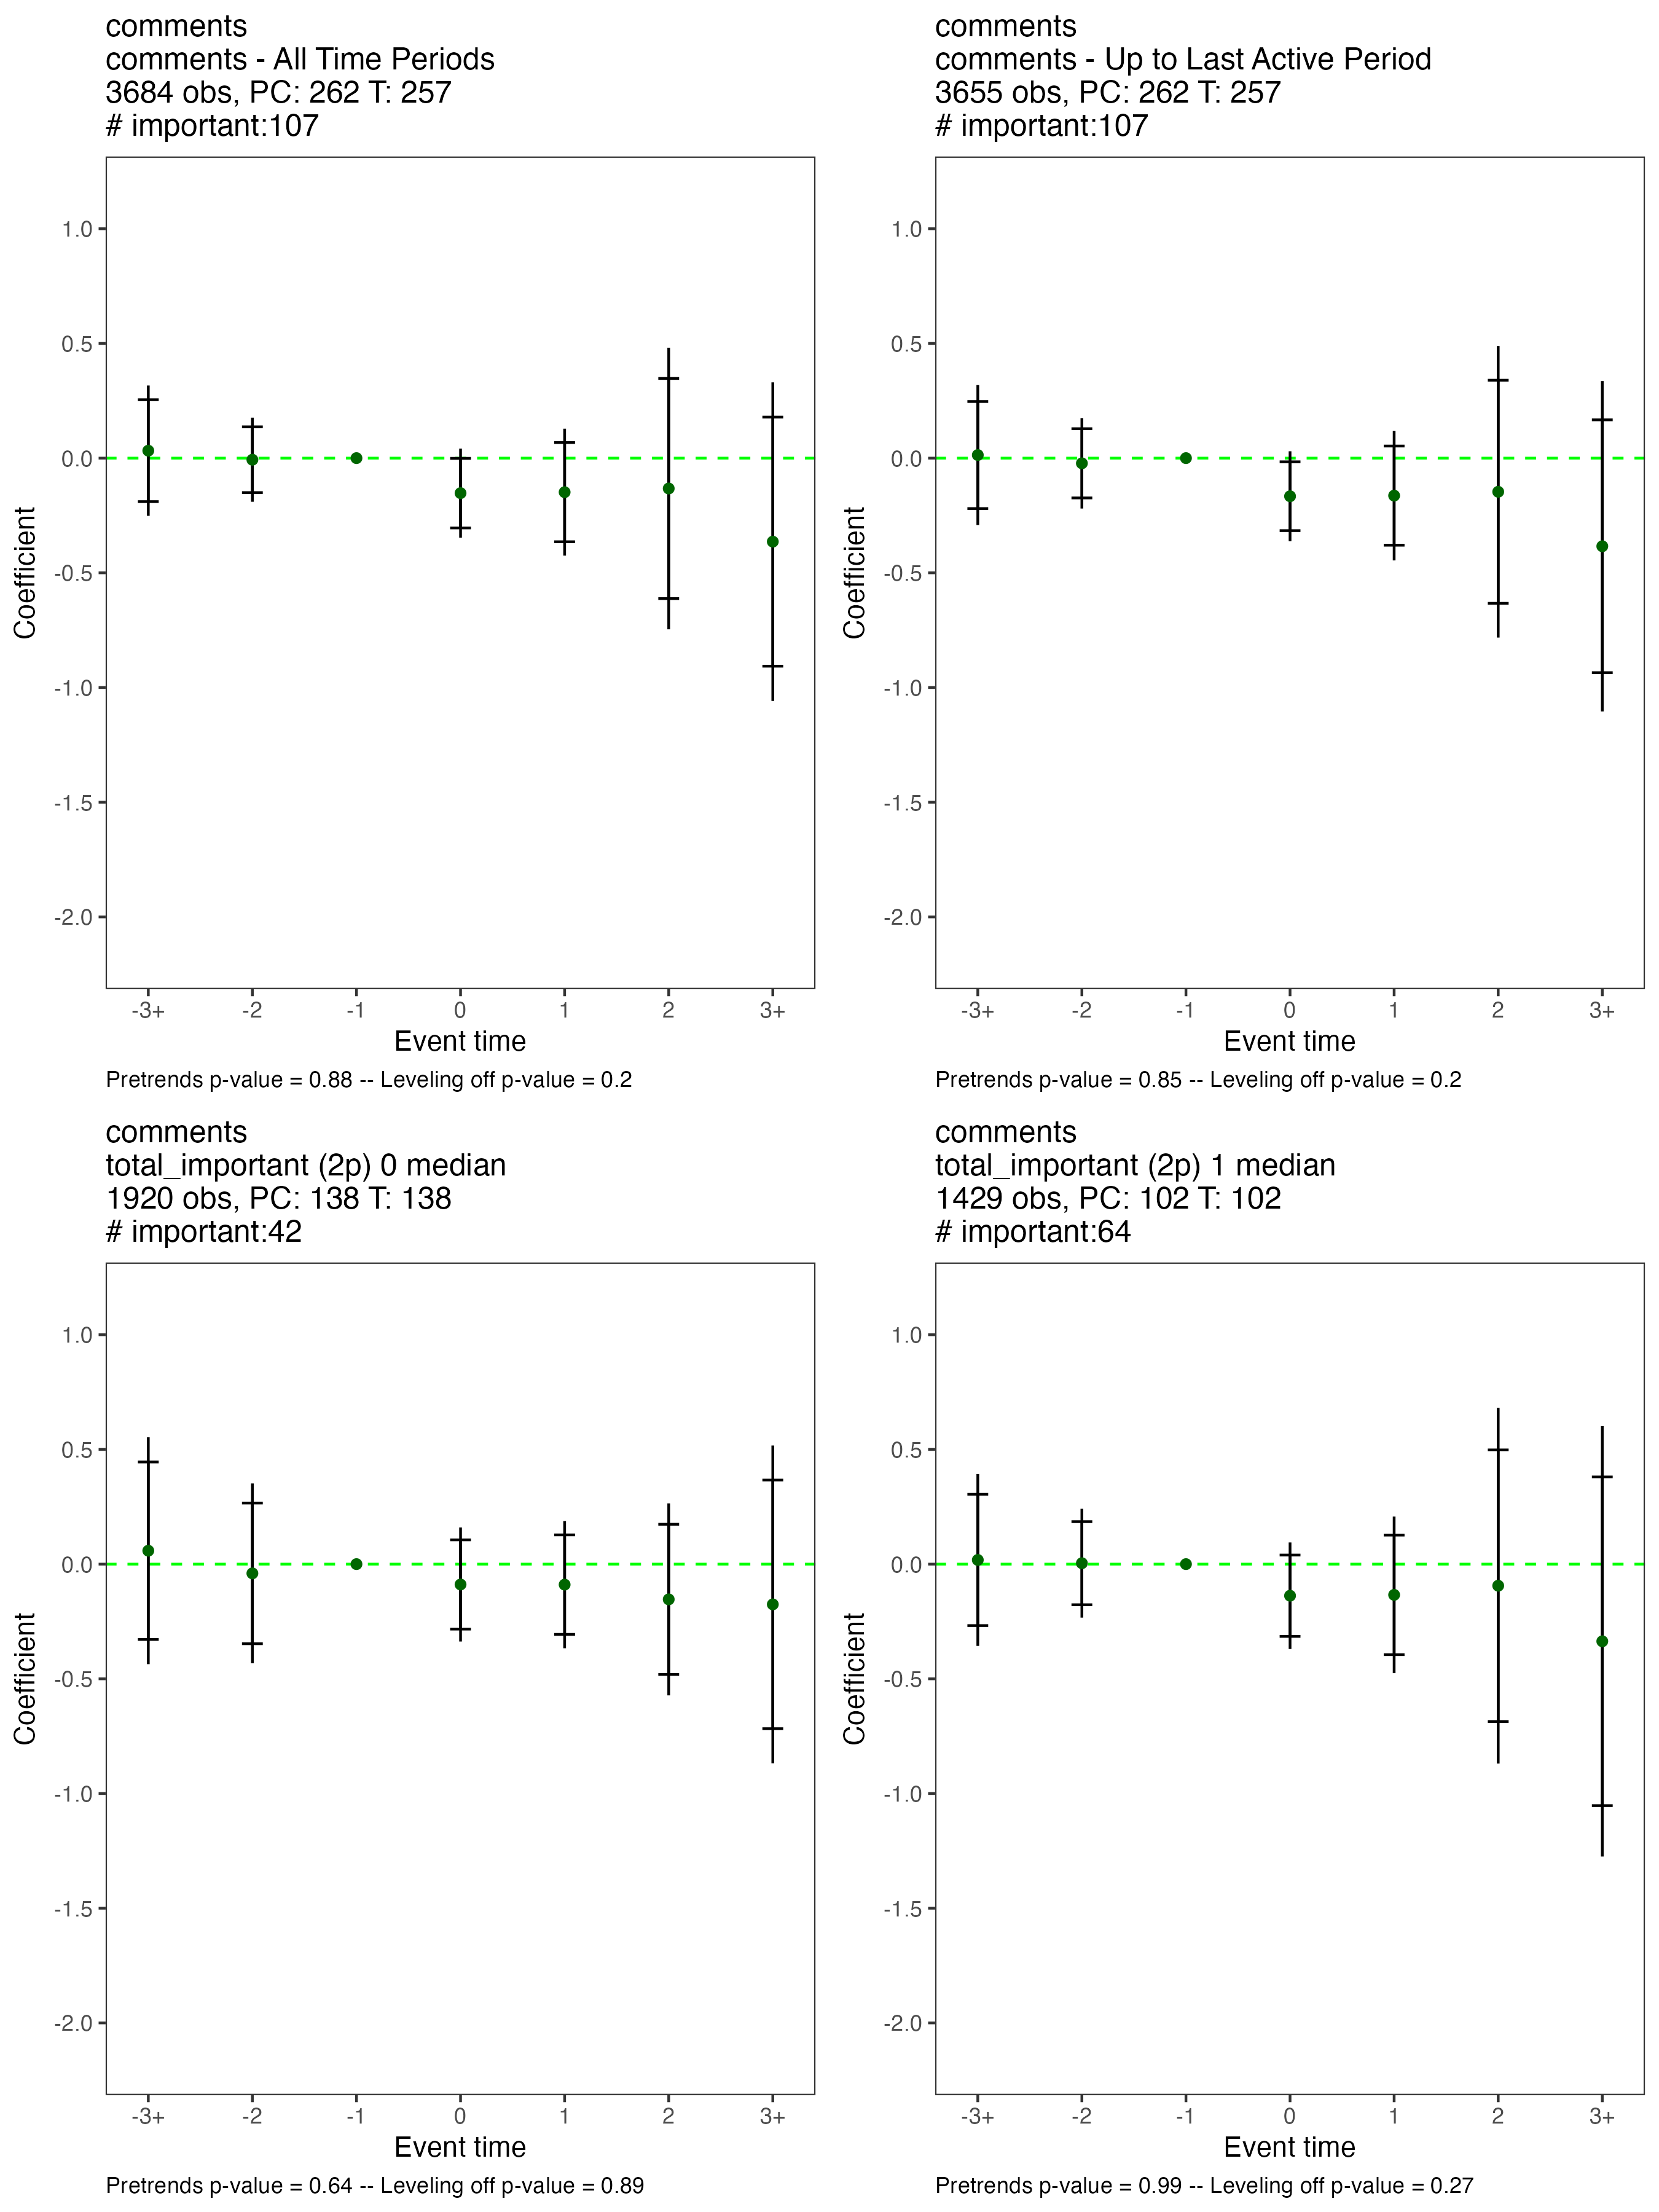 comments
comments - All Time Periods
3684 obs, PC: 262 T: 257
# important:107
1.0
0.5
0.0
-0.5
-1.0
-1.5
-2.0
Coefficient
-3+ -2 -1 0 1 2 3+
Event time
Pretrends p-value = 0.88 -- Leveling off p-value = 0.2
comments
comments - Up to Last Active Period
3655 obs, PC: 262 T: 257
# important:107
1.0
0.5
0.0
-0.5
-1.0
-1.5
-2.0
Coefficient
-3+ -2 -1 0 1 2 3+
Event time
Pretrends p-value = 0.85 -- Leveling off p-value = 0.2
comments
total_important (2p) 0 median
1920 obs, PC: 138 T: 138
# important:42
1.0
0.5
0.0
-0.5
-1.0
-1.5
-2.0
Coefficient
-3+ -2 -1 0 1 2 3+
Event time
Pretrends p-value = 0.64 -- Leveling off p-value = 0.89
comments
total_important (2p) 1 median
1429 obs, PC: 102 T: 102
# important:64
1.0
0.5
0.0
-0.5
-1.0
-1.5
-2.0
Coefficient
-3+ -2 -1 0 1 2 3+
Event time
Pretrends p-value = 0.99 -- Leveling off p-value = 0.27